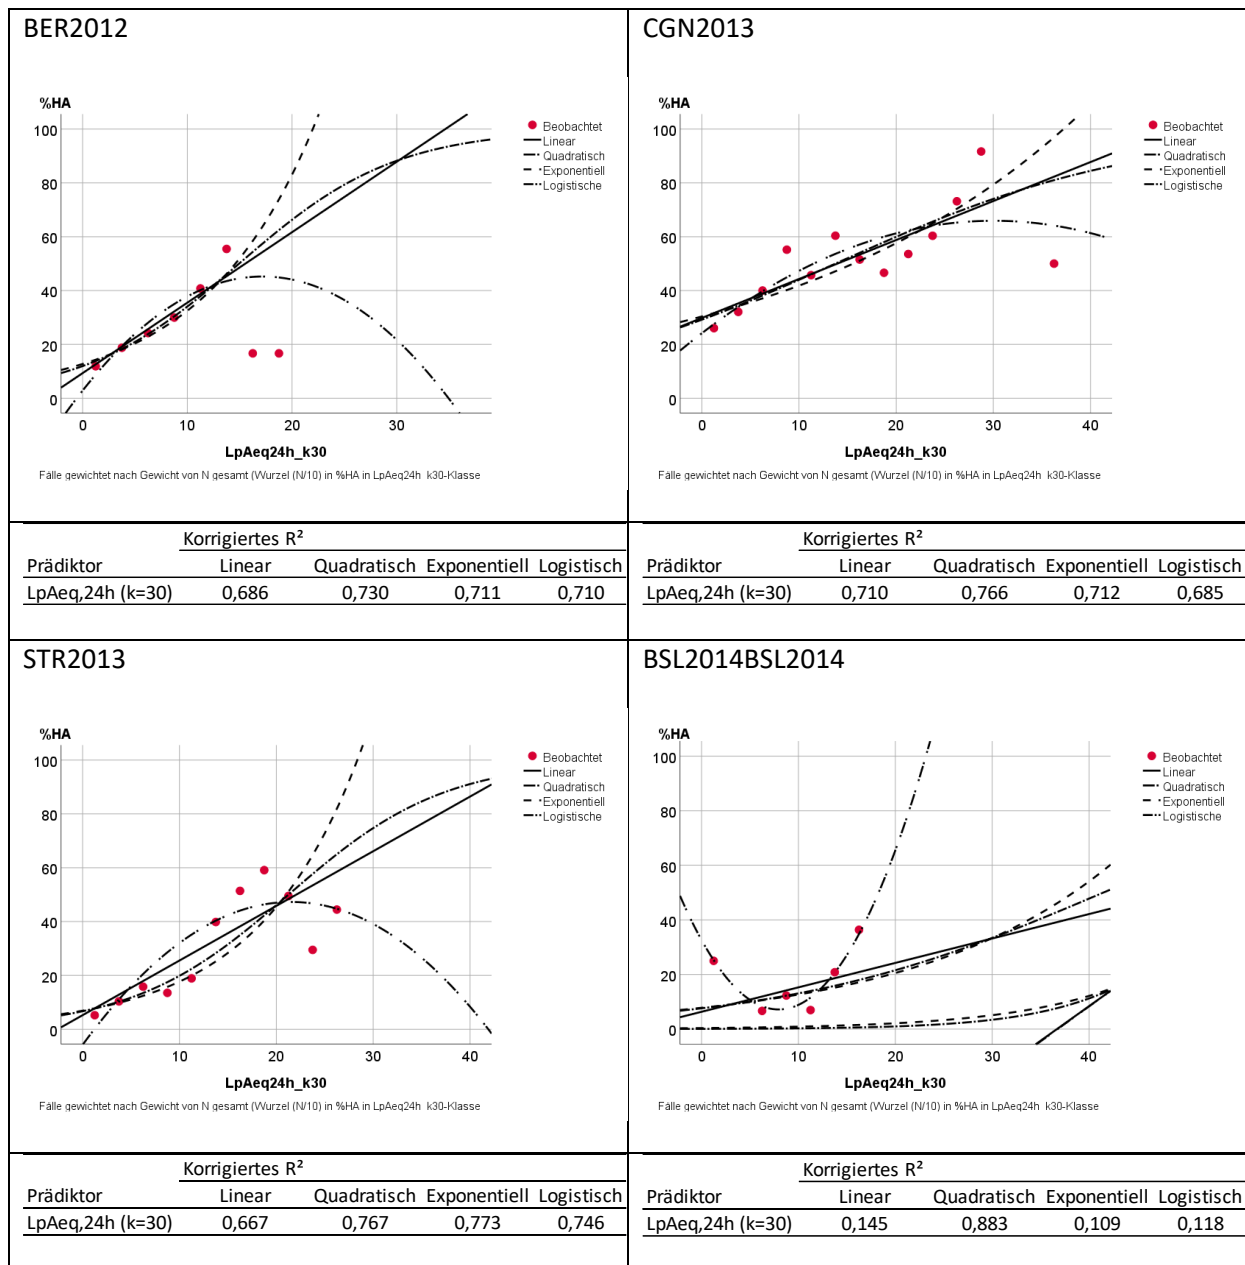 BER2012
%HA
100
80
60
40
20
0
0 10 20 30
LpAeq24h_k30
Beobachtet
Linear
Quadratisch
Exponentiell
Logistische
Fälle gewichtet nach Gewicht von N gesamt (Wurzel (N/10) in %HA in LpAeq24h_k30-Klasse
Korrigiertes R²
Prädiktor Linear Quadratisch Exponentiell Logistisch
LpAeq,24h (k=30) 0,686 0,730 0,711 0,710
CGN2013
%HA
100
80
60
40
20
0
0 10 20 30 40
LpAeq24h_k30
Beobachtet
Linear
Quadratisch
Exponentiell
Logistische
Fälle gewichtet nach Gewicht von N gesamt (Wurzel (N/10) in %HA in LpAeq24h_k30-Klasse
Korrigiertes R²
Prädiktor Linear Quadratisch Exponentiell Logistisch
LpAeq,24h (k=30) 0,710 0,766 0,712 0,685
STR2013
%HA
100
80
60
40
20
0
0 10 20 30 40
LpAeq24h_k30
Beobachtet
Linear
Quadratisch
Exponentiell
Logistische
Fälle gewichtet nach Gewicht von N gesamt (Wurzel (N/10) in %HA in LpAeq24h_k30-Klasse
Korrigiertes R²
Prädiktor Linear Quadratisch Exponentiell Logistisch
LpAeq,24h (k=30) 0,667 0,767 0,773 0,746
BSL2014BSL2014
%HA
100
80
60
40
20
0
0 10 20 30 40
LpAeq24h_k30
Beobachtet
Linear
Quadratisch
Exponentiell
Logistische
Fälle gewichtet nach Gewicht von N gesamt (Wurzel (N/10) in %HA in LpAeq24h_k30-Klasse
Korrigiertes R²
Prädiktor Linear Quadratisch Exponentiell Logistisch
LpAeq,24h (k=30) 0,145 0,883 0,109 0,118